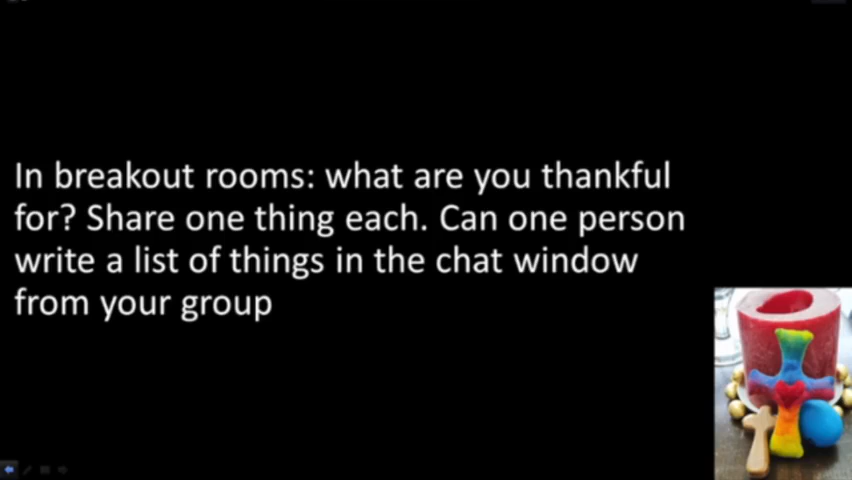 In breakout rooms: what are you thankful
for? Share one thing each. Can one person
write a list of things in the chat window
from your group